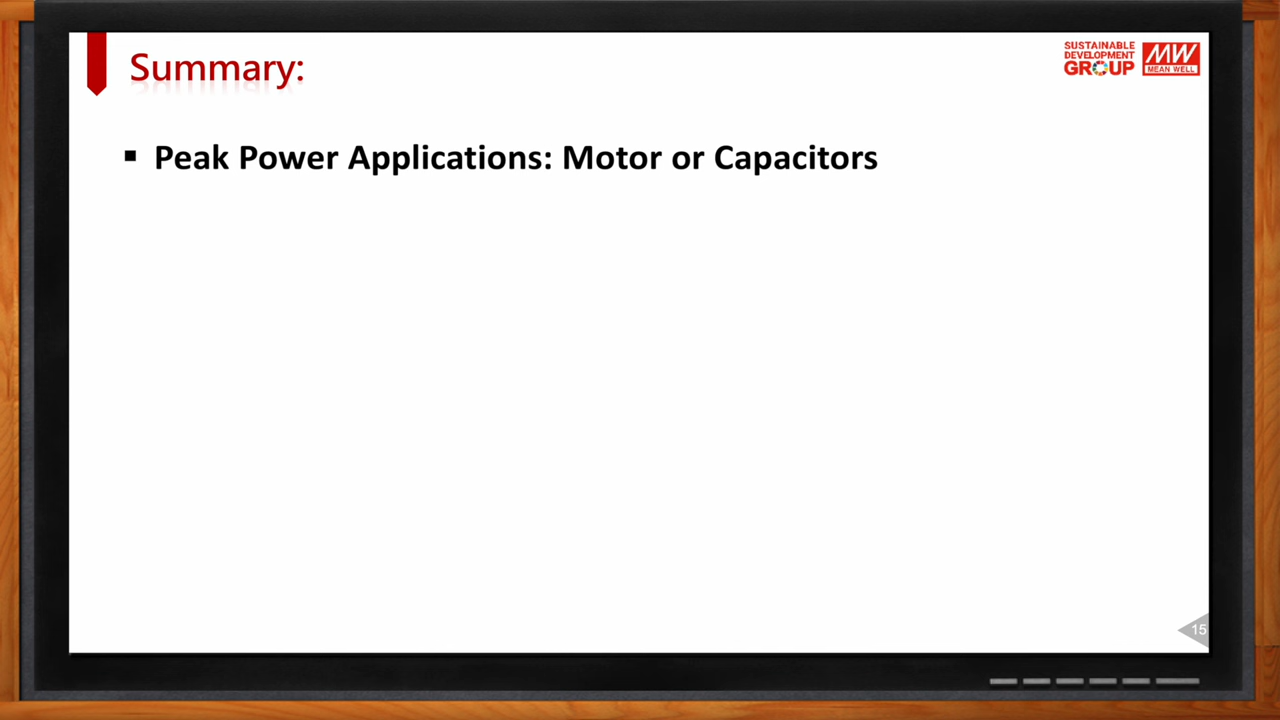 Summary:
SUSTAINABLE
DEVELOPMENT
GROUP
MW
MEAN WELL
▪ Peak Power Applications: Motor or Capacitors
15